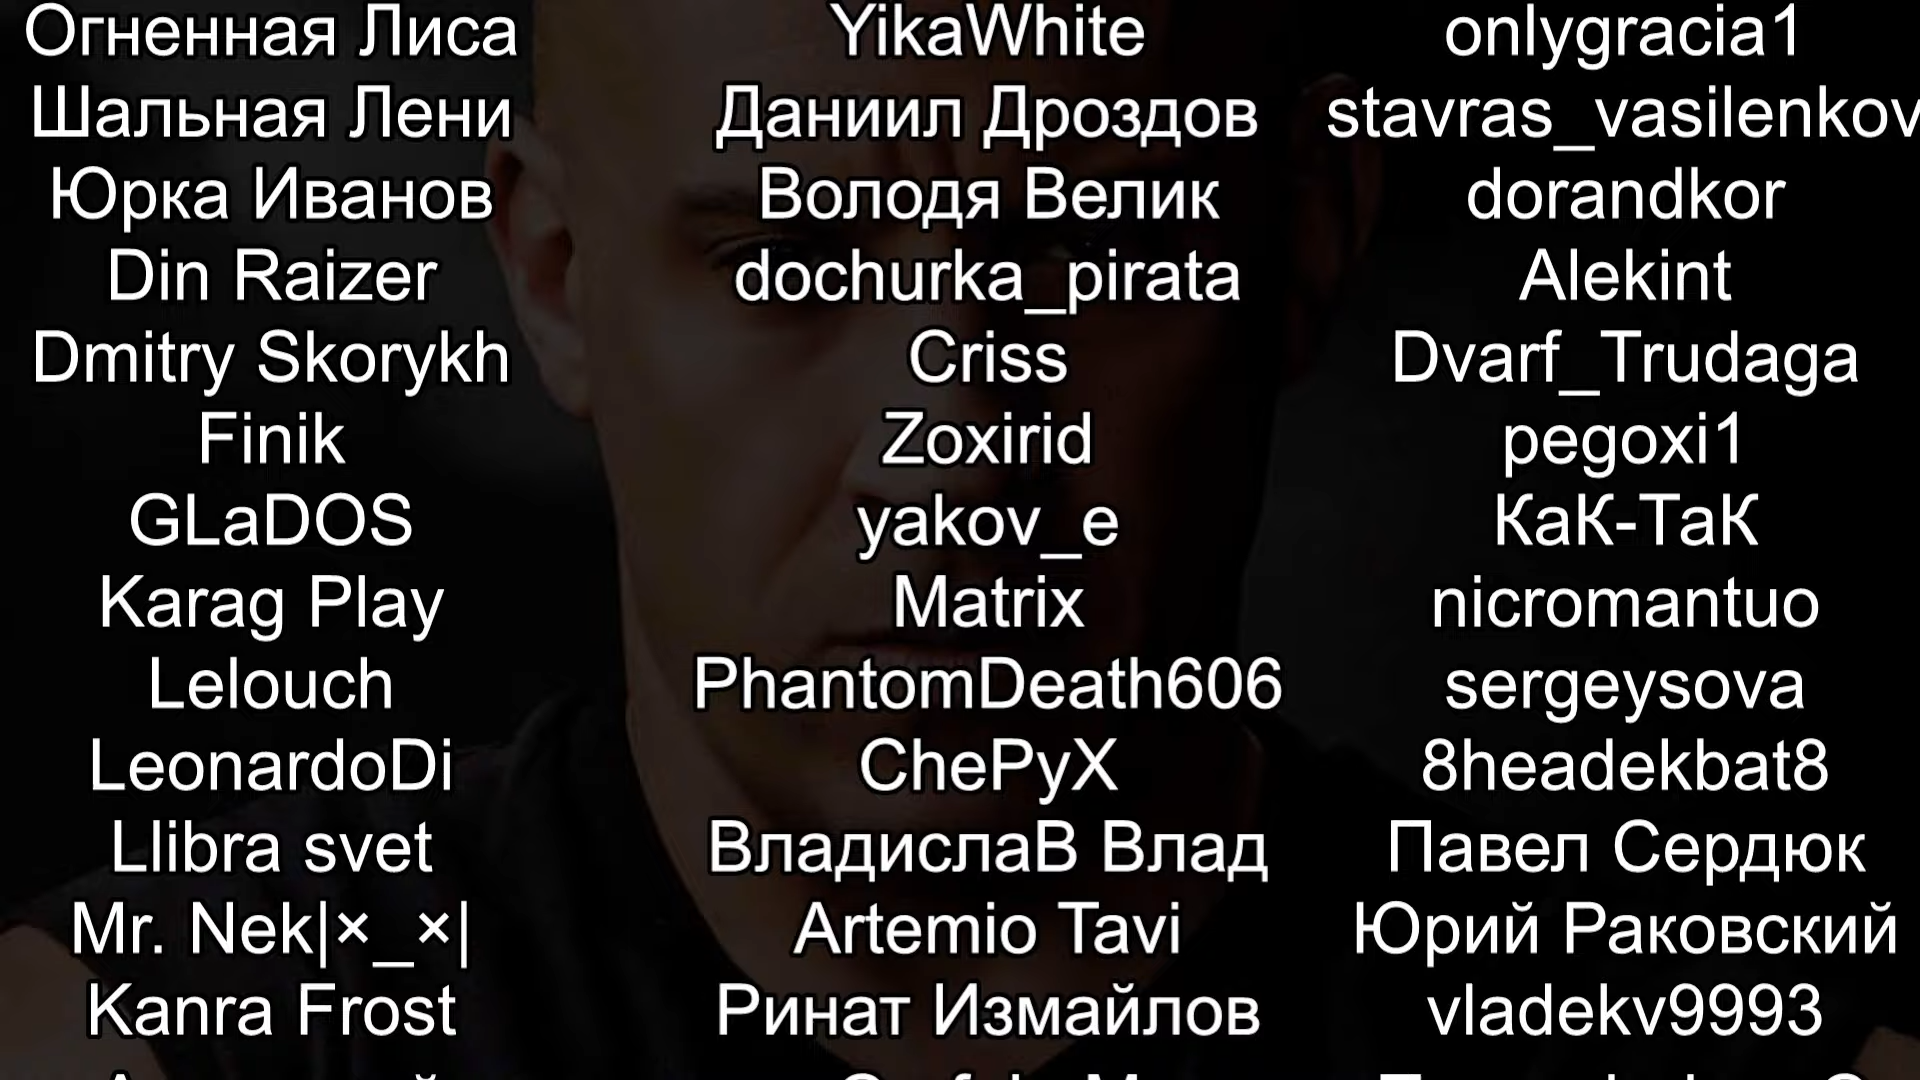 Огненная Лиса
Шальная Лени
Юрка Иванов
Din Raizer
Dmitry Skorykh
Finik
GLaDOS
Karag Play
Lelouch
LeonardoDi
Llibra svet
Mr. Nek|×_×|
Kanra Frost
YikaWhite
Даниил Дроздов
Володя Велик
dochurka_pirata
Criss
Zoxirid
yakov_e
Matrix
PhantomDeath606
ChePyX
ВладислаВ Влад
Artemio Tavi
Ринат Измайлов
onlygracia1
stavras_vasilenkov
dorandkor
Alekint
Dvarf_Trudaga
pegoxi1
КаК-ТаК
nicromantuo
sergeysova
8headekbat8
Павел Сердюк
Юрий Раковский
vladekv9993